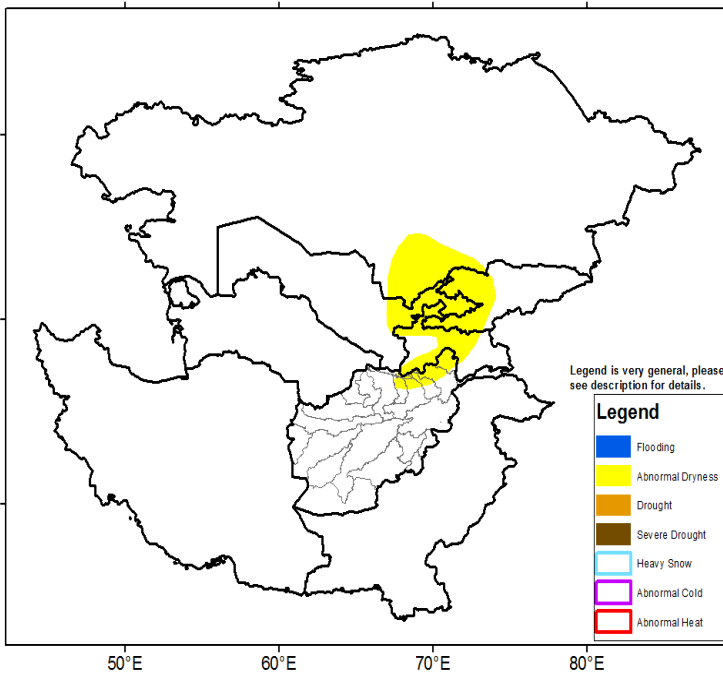 Legend is very general, please
see description for details.
Legend
Flooding
Abnormal Dryness
Drought
Severe Drought
Heavy Snow
Abnormal Cold
Abnormal Heat
50°E 60°E 70°E 80°E